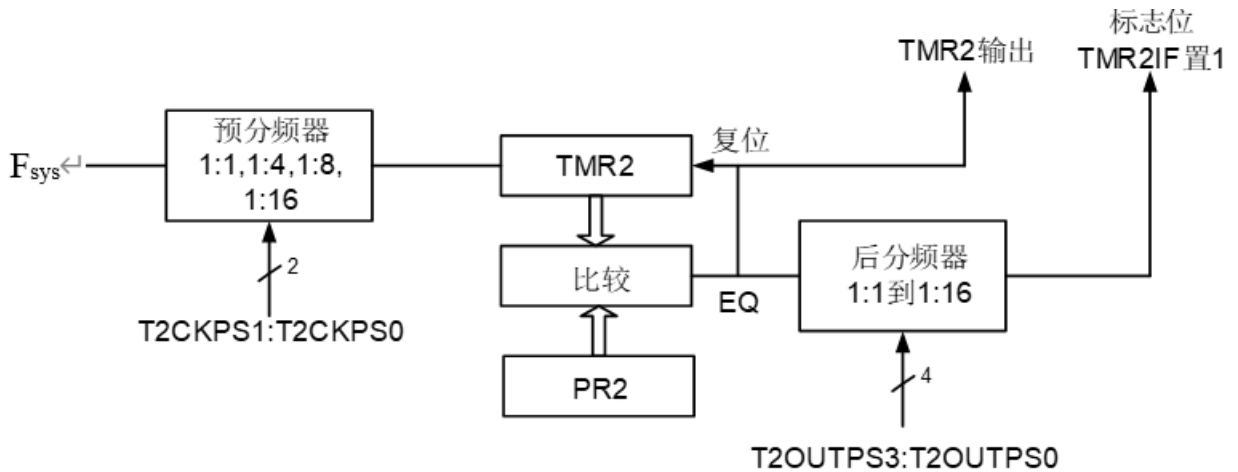 标志位
TMR2IF置1
TMR2输出
预分频器
1:1,1:4,1:8,
1:16
Fsys↵
TMR2
复位
2
比较
EQ
后分频器
1:1到1:16
T2CKPS1:T2CKPS0
PR2
4
T2OUTPS3:T2OUTPS0